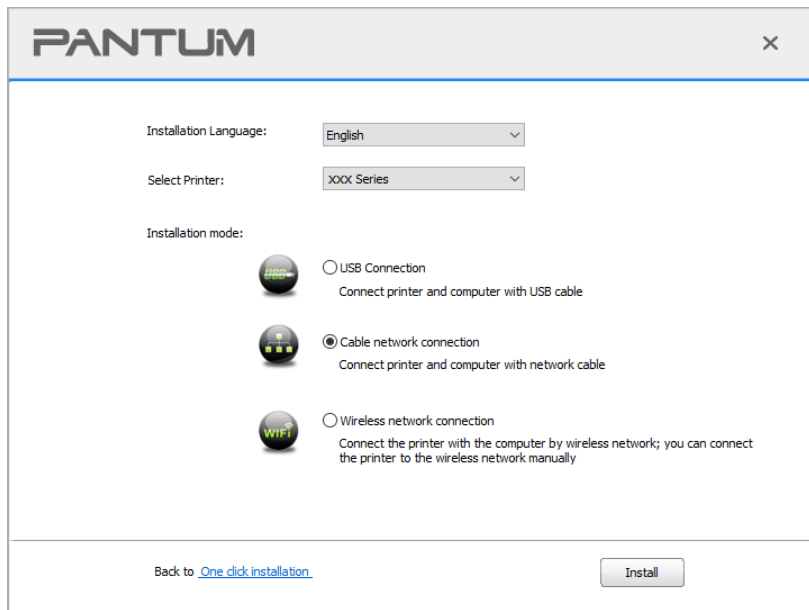 PANTUM
Installation Language:
English
Select Printer:
XXX Series
Installation mode:
USB
USB Connection
Connect printer and computer with USB cable
Cable network connection
Connect printer and computer with network cable
WiFi
Wireless network connection
Connect the printer with the computer by wireless network; you can connect
the printer to the wireless network manually
Back to One click installation
Install